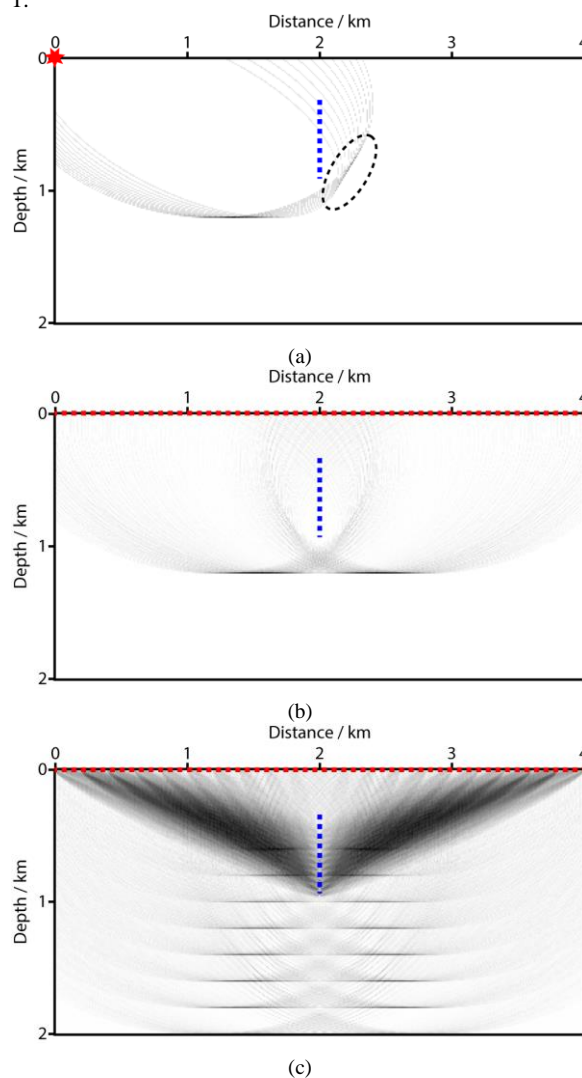 1.
Distance / km
0 1 2 3 4
0
1
2
Depth / km
(a)
Distance / km
0 1 2 3 4
0
1
2
Depth / km
(b)
Distance / km
0 1 2 3 4
0
1
2
Depth / km
(c)